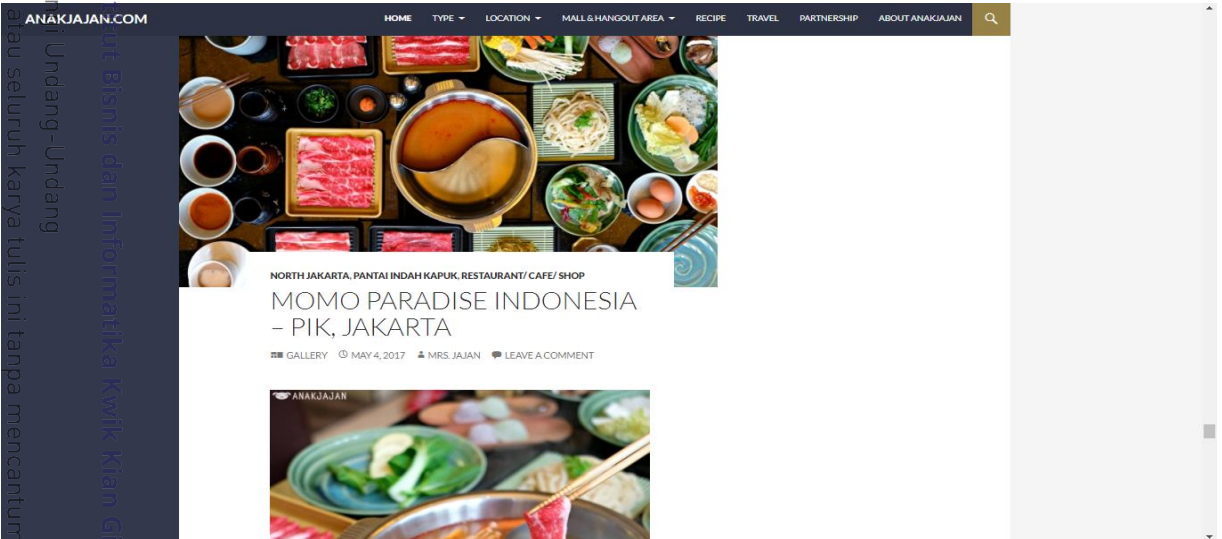 ANAKJAJAN.COM
HOME TYPE LOCATION MALL & HANGOUT AREA RECIPE TRAVEL PARTNERSHIP ABOUT ANAKJAJAN
NORTH JAKARTA, PANTAI INDAH KAPUK, RESTAURANT/ CAFE/ SHOP
MOMO PARADISE INDONESIA
– PIK, JAKARTA
GALLERY MAY 4, 2017 MRS. JAJAN LEAVE A COMMENT
ANAKJAJAN
Bisnis dan Informatika Kwik Kian
Undang-Undang
atau seluruh karya tulis ini tanpa